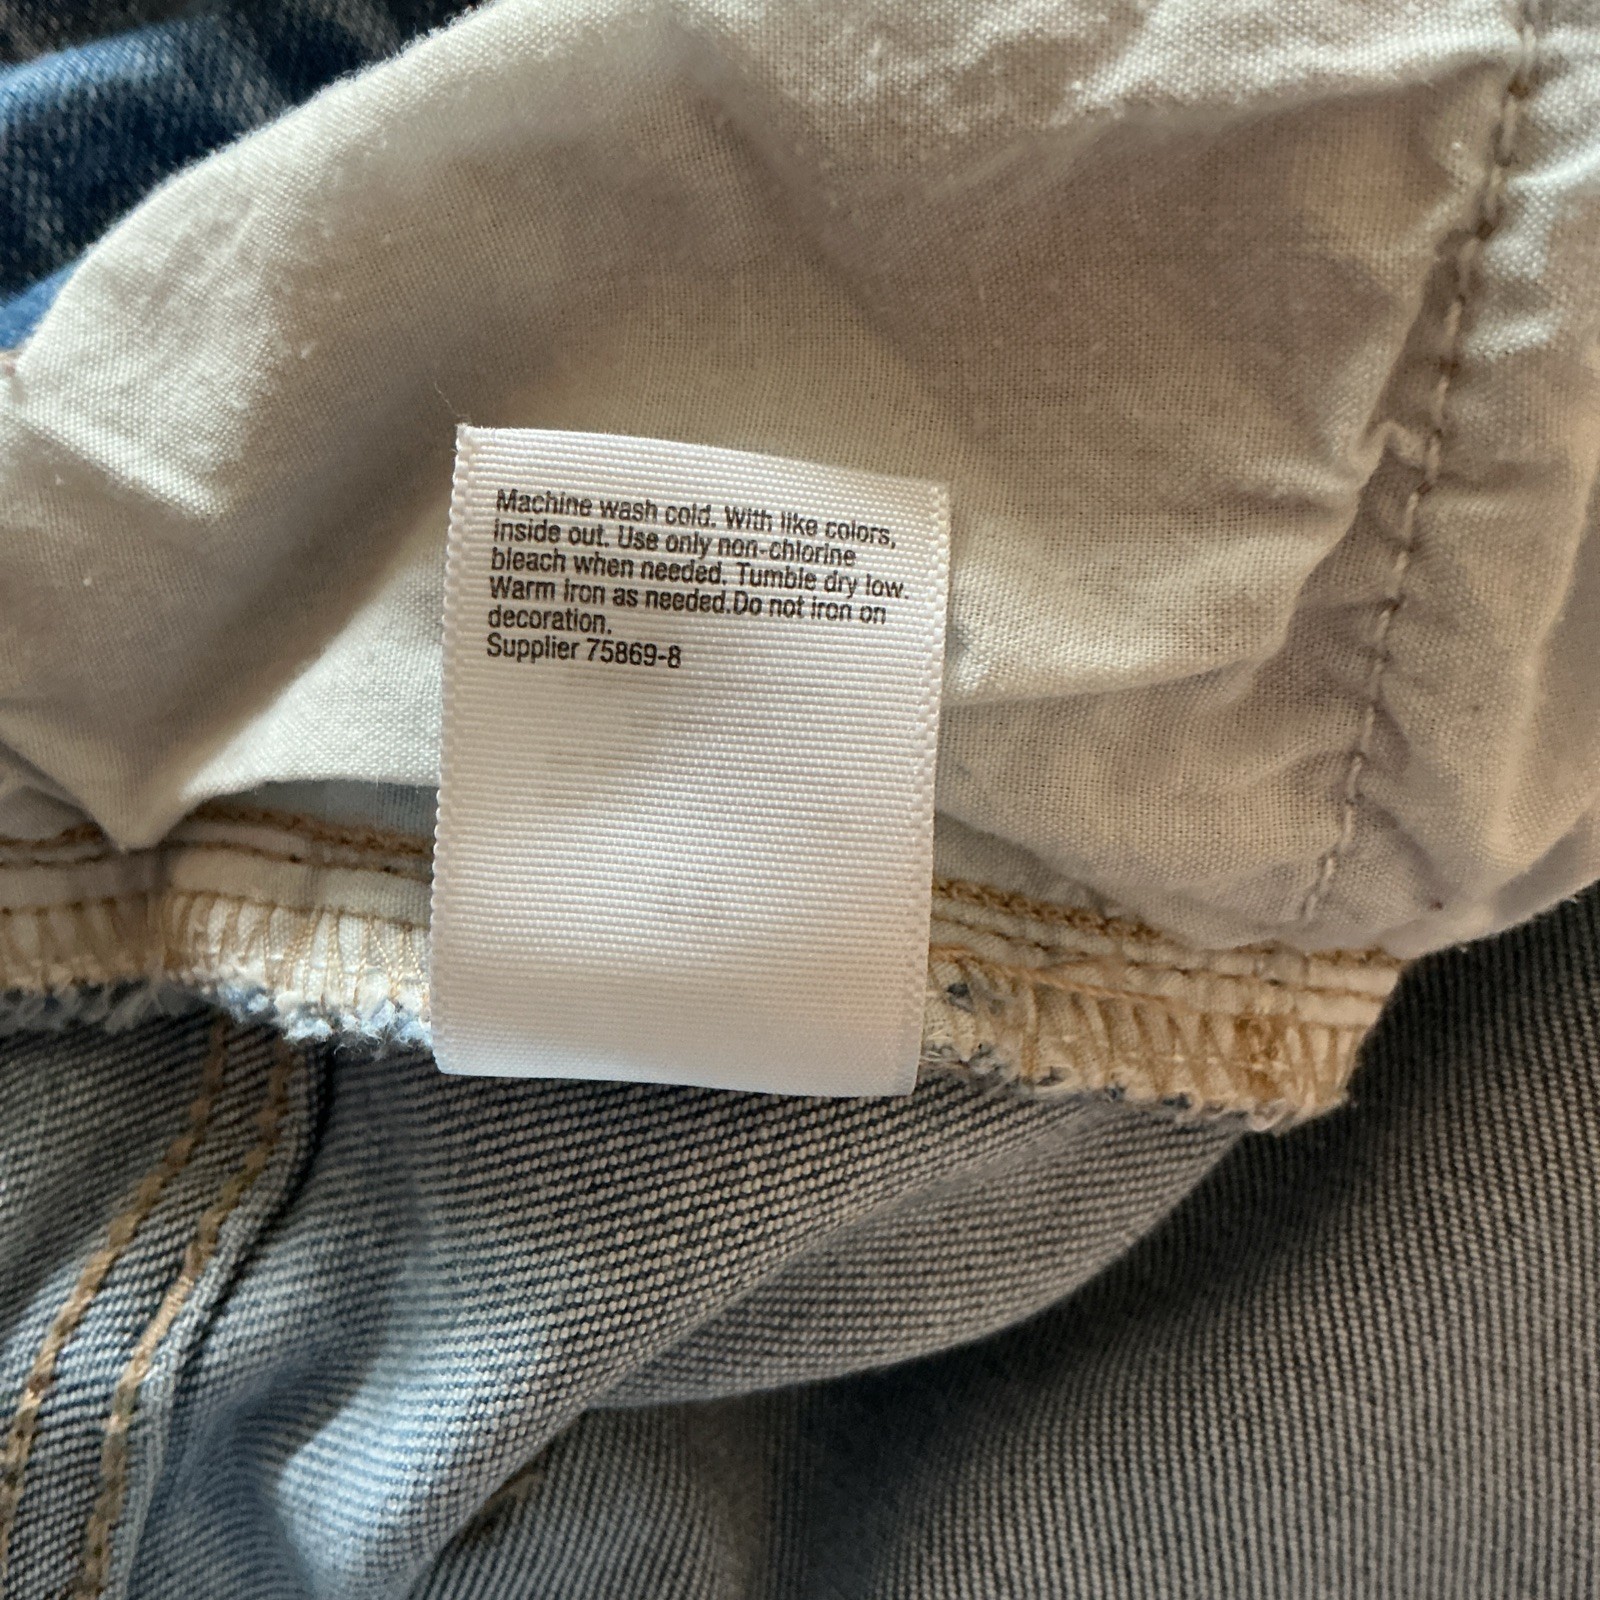 Machine wash cold. With like colors,
inside out. Use only non-chlorine
bleach when needed. Tumble dry low.
Warm iron as needed.Do not iron on
decoration.
Supplier 75869-8